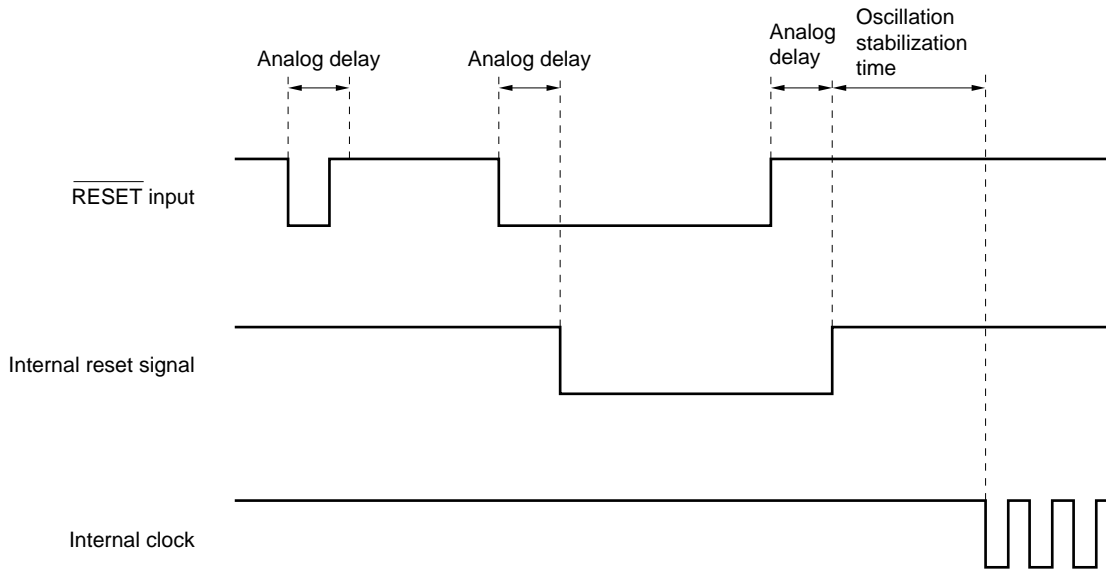 Analog delay
Analog delay
Analog
delay
Oscillation
stabilization
time
RESET input
Internal reset signal
Internal clock